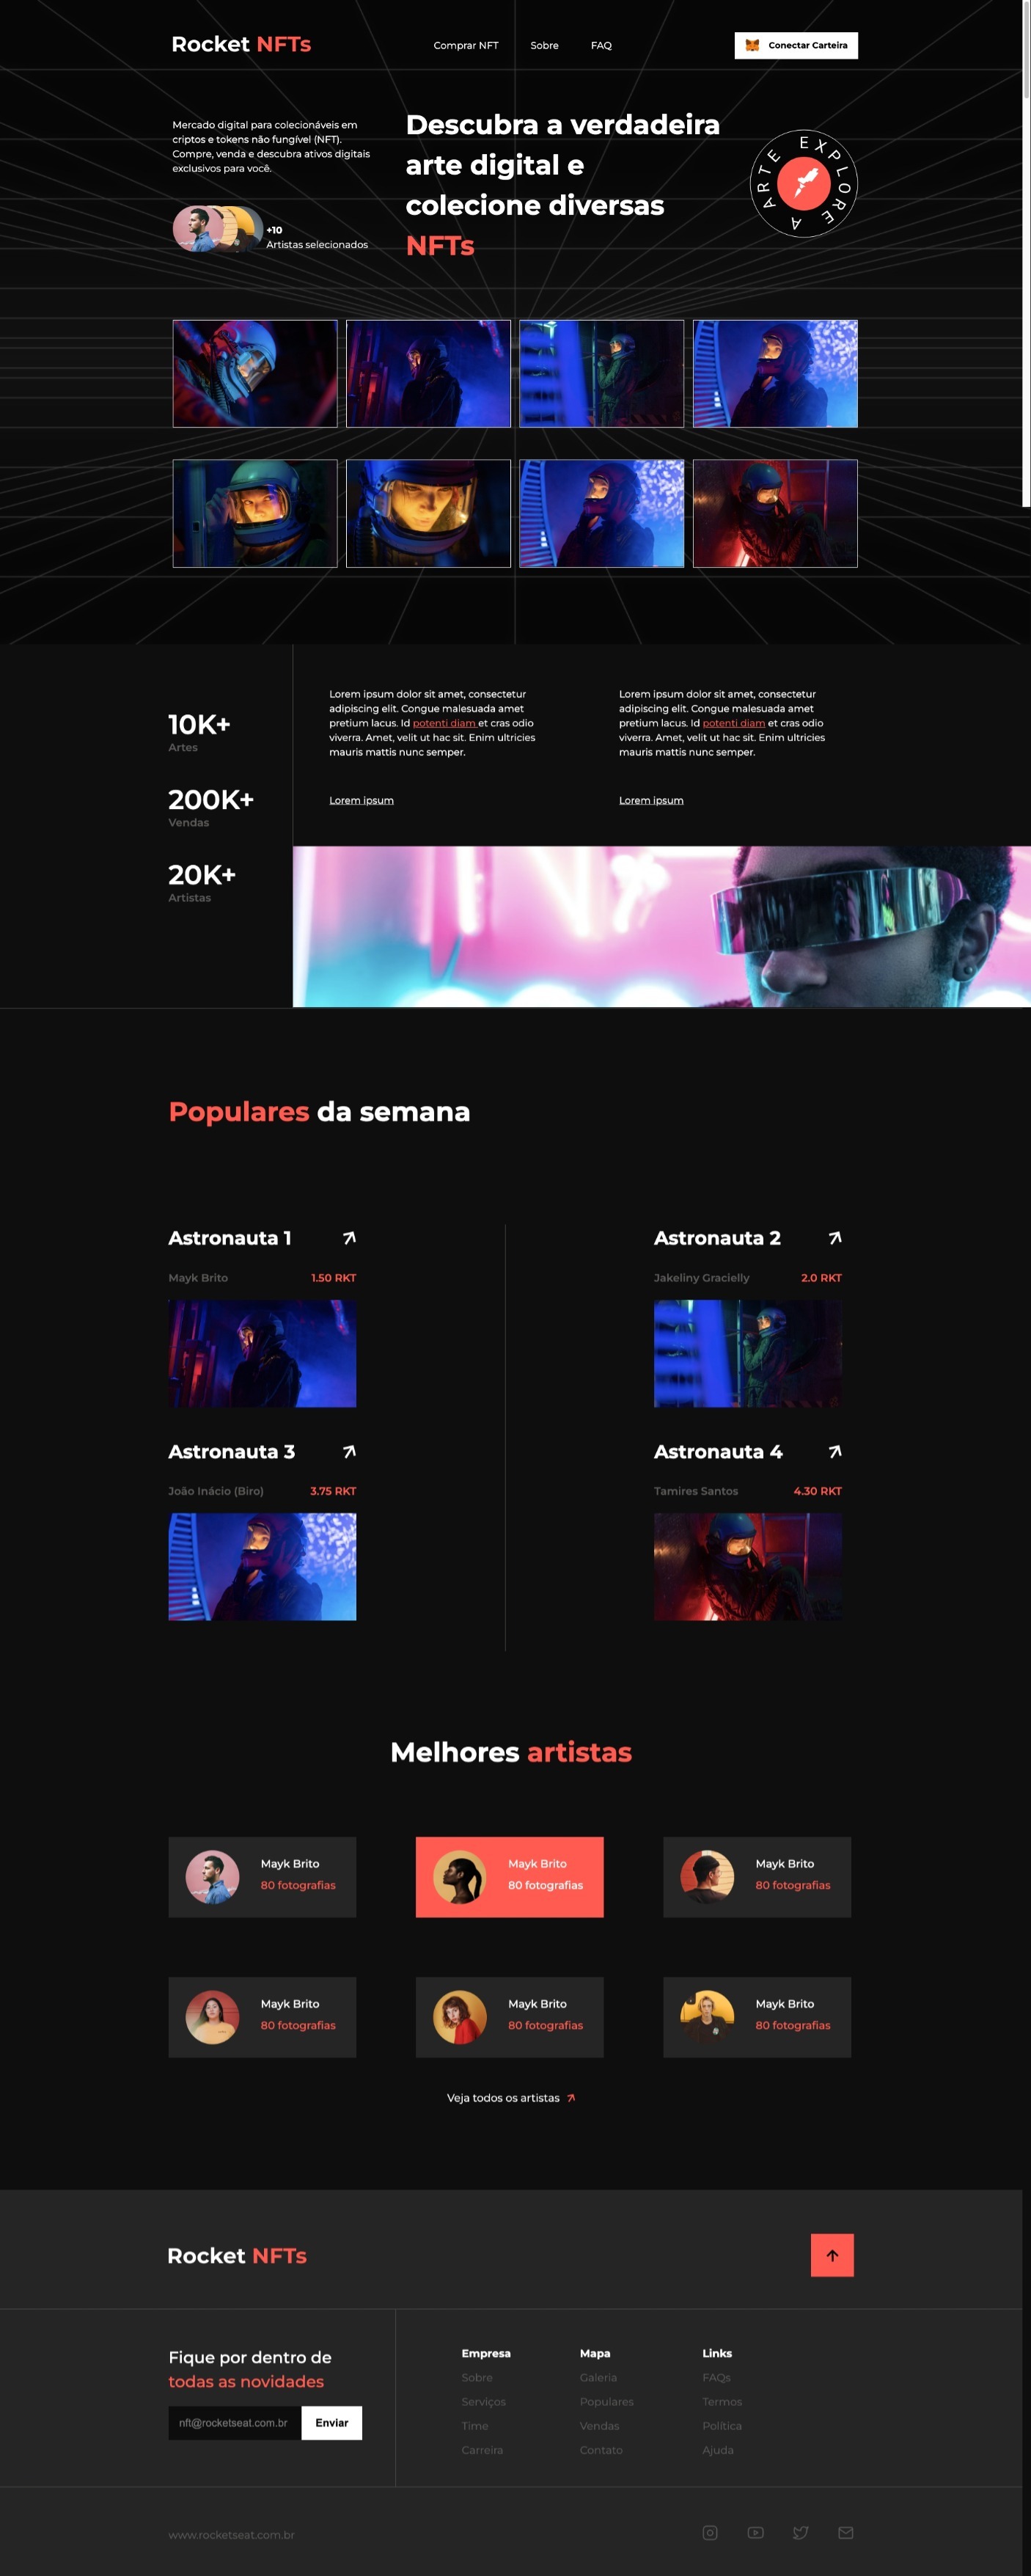 Rocket NFTs
Comprar NFT
Sobre
FAQ
Conectar Carteira
Mercado digital para colecionáveis em
criptos e tokens não fungível (NFT).
Compre, venda e descubra ativos digitais
exclusivos para você.
+10
Artistas selecionados
Descubra a verdadeira
arte digital e
colecione diversas
NFTs
EXPLORE A ARTE
10K+
Artes
200K+
Vendas
20K+
Artistas
Lorem ipsum dolor sit amet, consectetur
adipiscing elit. Congue malesuada amet
pretium lacus. Id potenti diam et cras odio
viverra. Amet, velit ut hac sit. Enim ultricies
mauris mattis nunc semper.
Lorem ipsum
Lorem ipsum dolor sit amet, consectetur
adipiscing elit. Congue malesuada amet
pretium lacus. Id potenti diam et cras odio
viverra. Amet, velit ut hac sit. Enim ultricies
mauris mattis nunc semper.
Lorem ipsum
Populares da semana
Astronauta 1
Mayk Brito
1.50 RKT
Astronauta 2
Jakeliny Gracielly
2.0 RKT
Astronauta 3
João Inácio (Biro)
3.75 RKT
Astronauta 4
Tamires Santos
4.30 RKT
Melhores artistas
Mayk Brito
80 fotografias
Mayk Brito
80 fotografias
Mayk Brito
80 fotografias
Mayk Brito
80 fotografias
Mayk Brito
80 fotografias
Mayk Brito
80 fotografias
Veja todos os artistas
Rocket NFTs
Fique por dentro de
todas as novidades
nft@rocketseat.com.br
Enviar
Empresa
Sobre
Serviços
Time
Carreira
Mapa
Galeria
Populares
Vendas
Contato
Links
FAQs
Termos
Política
Ajuda
www.rocketseat.com.br